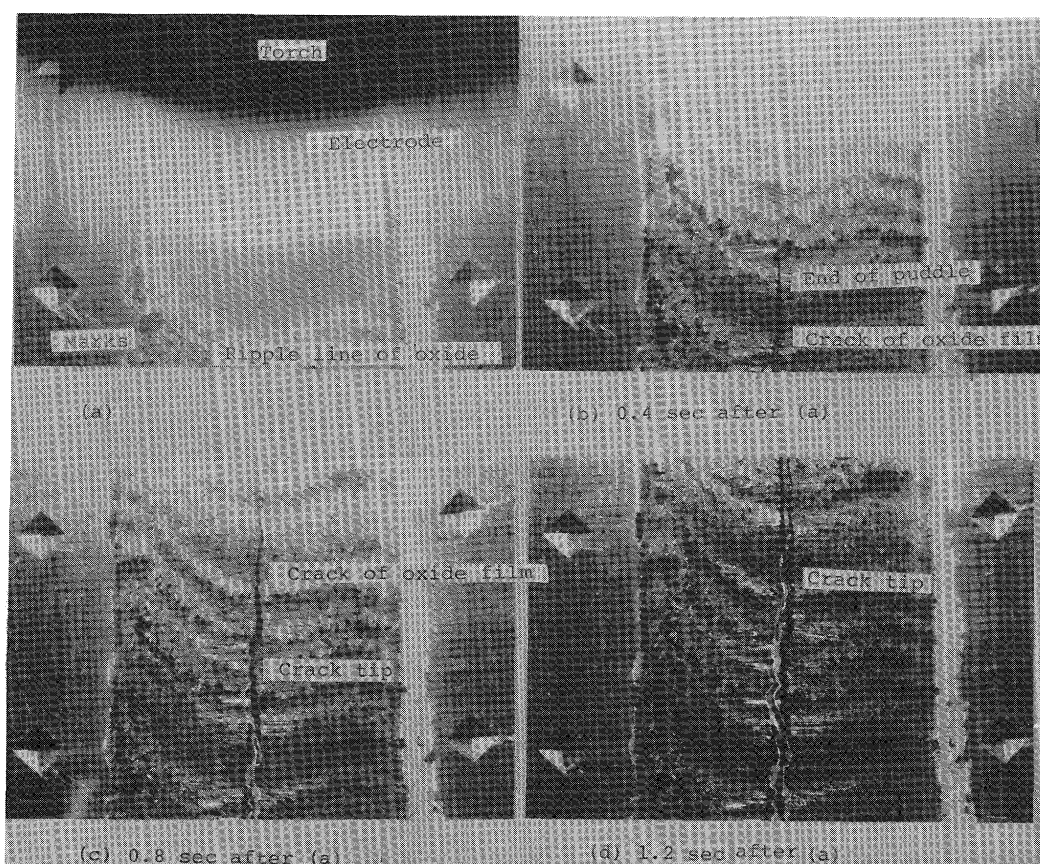 Torch
Electrode
Marks
Ripple line of oxide
(a)
End of puddle
Crack of oxide film
(b) 0.4 sec after (a)
Crack of oxide film
Crack tip
(c) 0.8 sec after (a)
Crack tip
(d) 1.2 sec after (a)